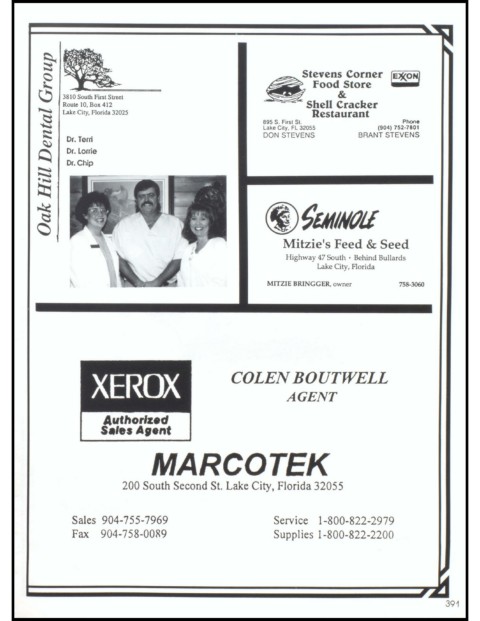 Oak Hill Dental Group
3810 South First Street
Route 10, Box 412
Lake City, Florida 32025
Dr. Terri
Dr. Lorrie
Dr. Chip
Stevens Corner
Food Store
&
Shell Cracker
Restaurant
EXXON
695 S. First St.
Lake City, FL 32055
DON STEVENS
Phone
(904) 752-7801
BRANT STEVENS
SEMINOLE
Mitzie's Feed & Seed
Highway 47 South • Behind Bullards
Lake City, Florida
MITZIE BRINGGER, owner 758-3060
XEROX
Authorized
Sales Agent
COLEN BOUTWELL
AGENT
MARCOTEK
200 South Second St. Lake City, Florida 32055
Sales 904-755-7969
Fax 904-758-0089
Service 1-800-822-2979
Supplies 1-800-822-2200
391